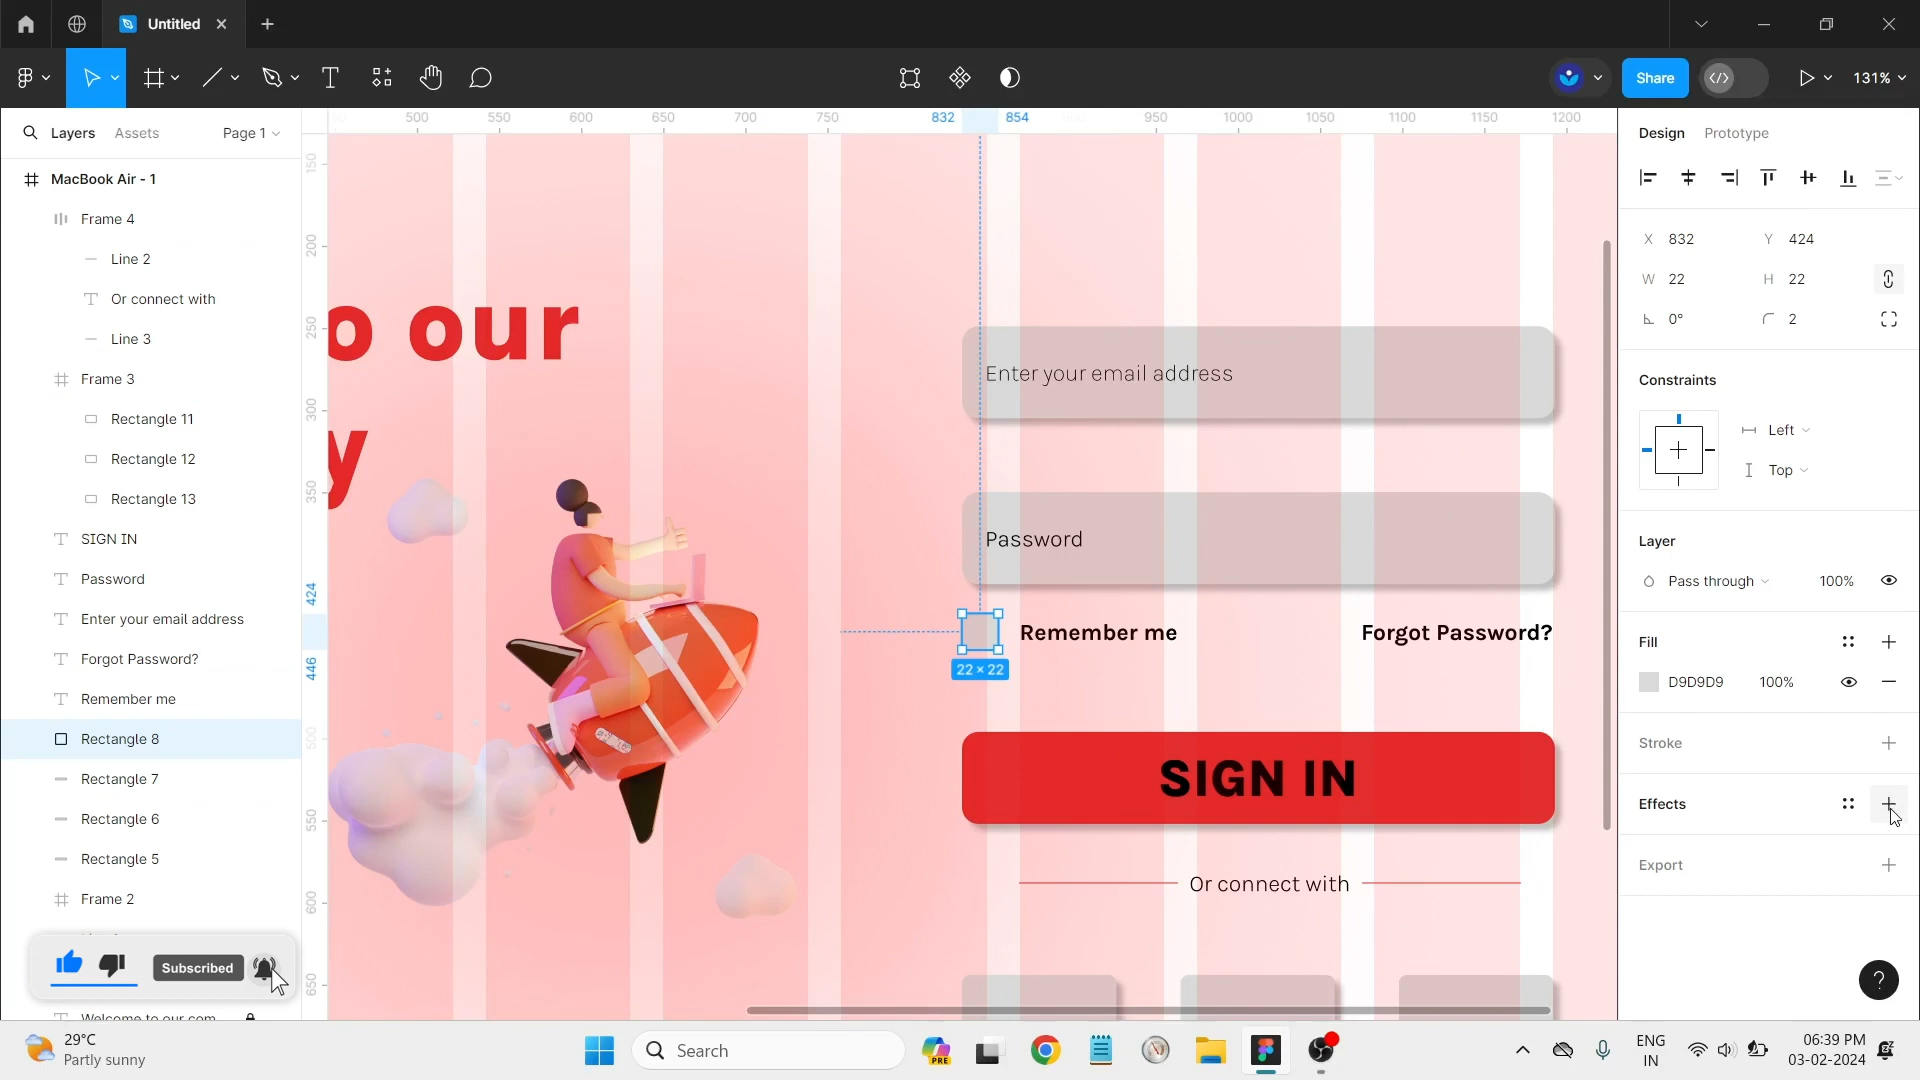 Untitled
Share
131%
Layers
Assets
Page 1
MacBook Air - 1
Frame 4
Line 2
Or connect with
Line 3
Frame 3
Rectangle 11
Rectangle 12
Rectangle 13
SIGN IN
Password
Enter your email address
Forgot Password?
Remember me
Rectangle 8
Rectangle 7
Rectangle 6
Rectangle 5
Frame 2
Subscribed
Welcome to our com
500 550 600 650 700 750 832 854 950 1000 1050 1100 1150 1200
150
200
250
300
350
424
446
500
550
600
650
o our
y
Enter your email address
Password
Remember me
Forgot Password?
22 × 22
SIGN IN
Or connect with
Design
Prototype
X 832 Y 424
W 22 H 22
0° 2
Constraints
Left
Top
Layer
Pass through 100%
Fill
D9D9D9 100%
Stroke
Effects
Export
?
29°C
Partly sunny
Search
PRE
ENG
IN
06:39 PM
03-02-2024